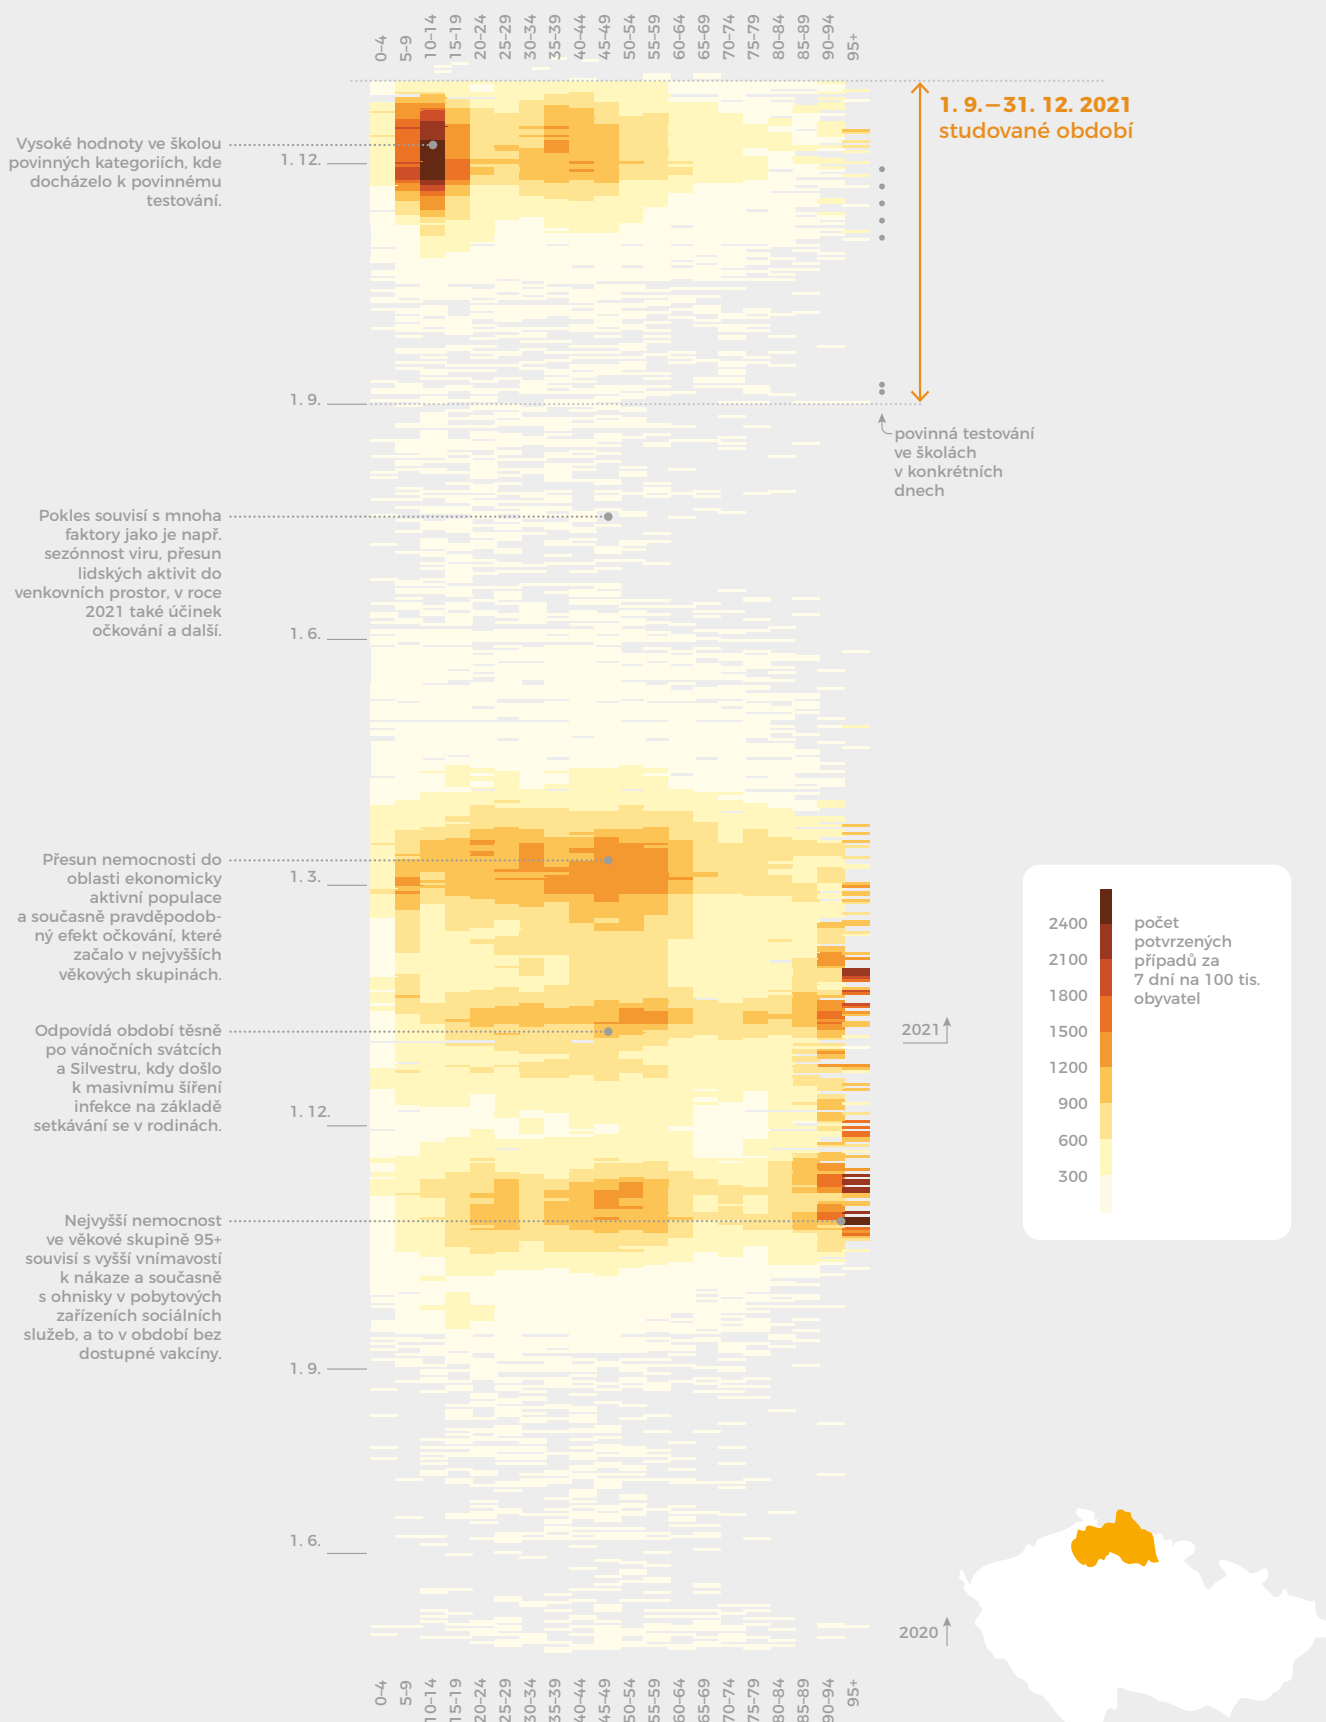 0–4
5–9
10–14
15–19
20–24
25–29
30–34
35–39
40–44
45–49
50–54
55–59
60–64
65–69
70–74
75–79
80–84
85–89
90–94
95+
1. 9.–31. 12. 2021
studované období
Vysoké hodnoty ve školou
povinných kategoriích, kde
docházelo k povinnému
testování.
1. 12.
1. 9.
povinná testování
ve školách
v konkrétních
dnech
Pokles souvisí s mnoha
faktory jako je např.
sezónnost viru, přesun
lidských aktivit do
venkovních prostor, v roce
2021 také účinek
očkování a další.
1. 6.
Přesun nemocnosti do
oblasti ekonomicky
aktivní populace
a současně pravděpodob-
ný efekt očkování, které
začalo v nejvyšších
věkových skupinách.
1. 3.
2400
2100
1800
1500
1200
900
600
300
počet
potvrzených
případů za
7 dní na 100 tis.
obyvatel
Odpovídá období těsně
po vánočních svátcích
a Silvestru, kdy došlo
k masivnímu šíření
infekce na základě
setkávání se v rodinách.
2021
1. 12.
Nejvyšší nemocnost
ve věkové skupině 95+
souvisí s vyšší vnímavostí
k nákaze a současně
s ohnisky v pobytových
zařízeních sociálních
služeb, a to v období bez
dostupné vakcíny.
1. 9.
1. 6.
2020
0–4
5–9
10–14
15–19
20–24
25–29
30–34
35–39
40–44
45–49
50–54
55–59
60–64
65–69
70–74
75–79
80–84
85–89
90–94
95+